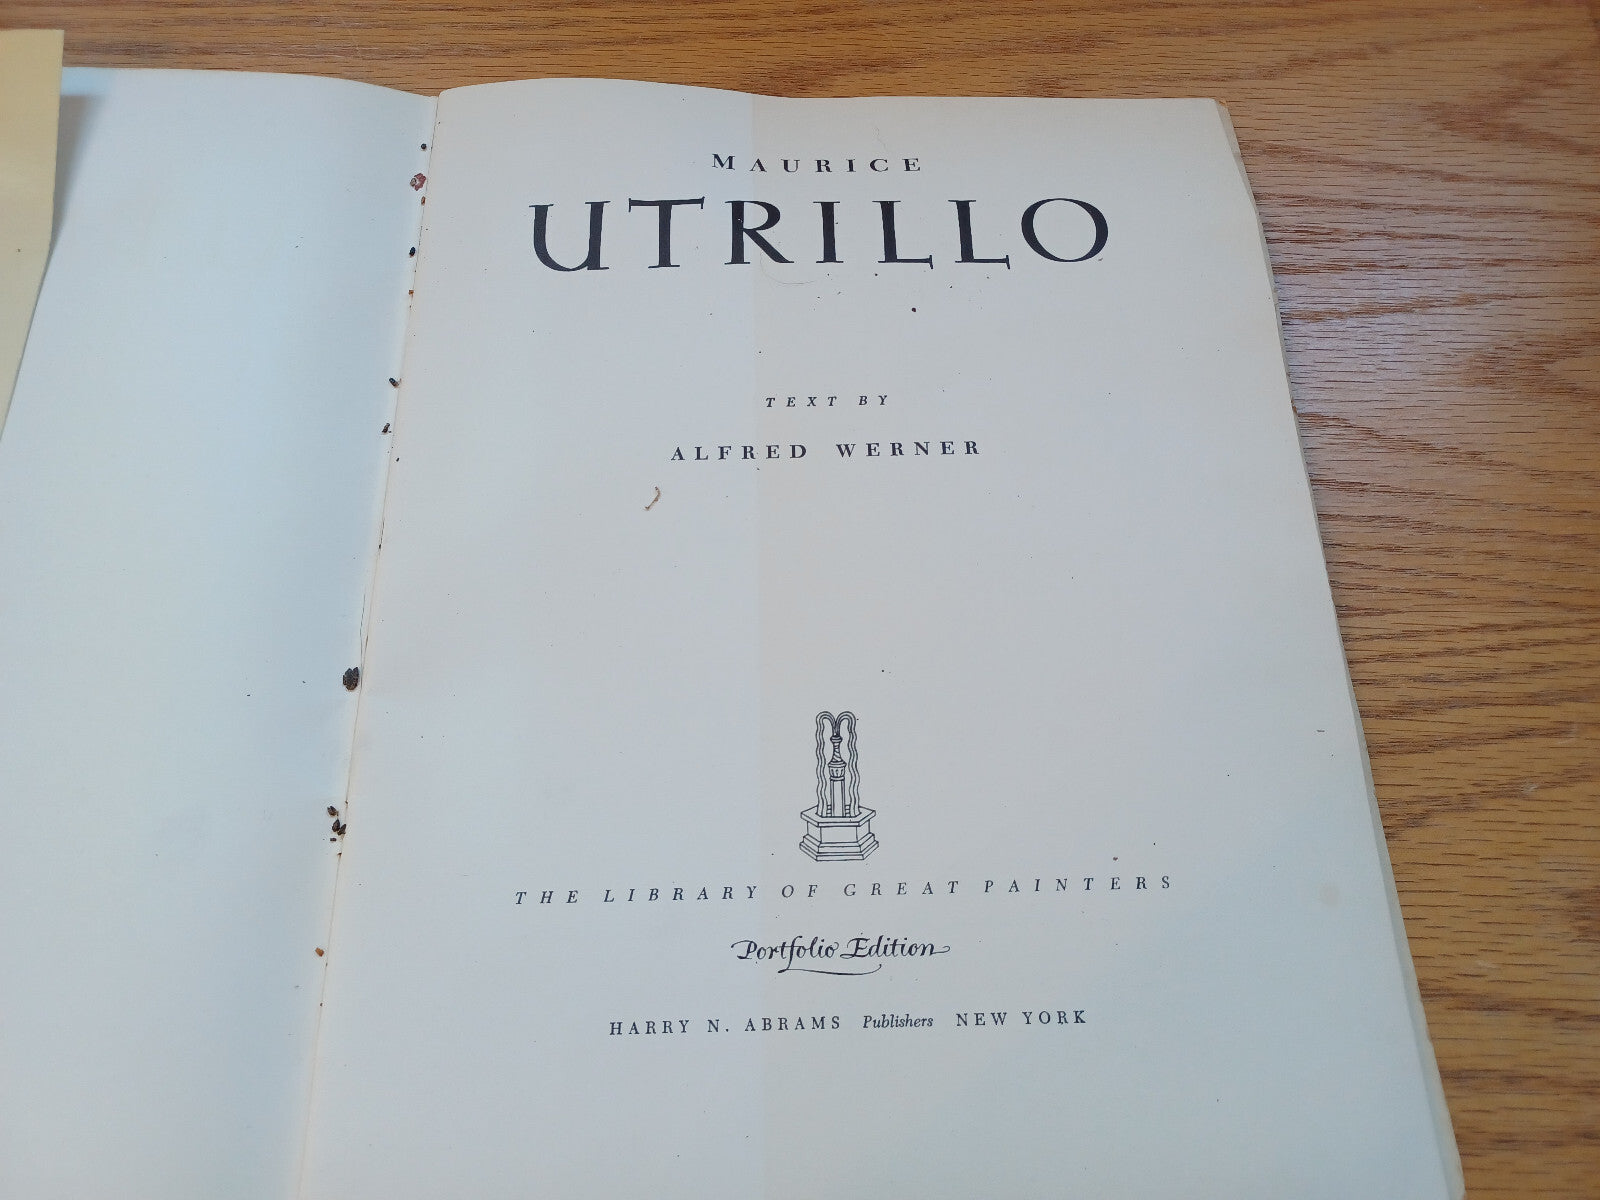 MAURICE
UTRILLO
TEXT BY
ALFRED WERNER
THE LIBRARY OF GREAT PAINTERS
Portfolio Edition
HARRY N. ABRAMS Publishers NEW YORK